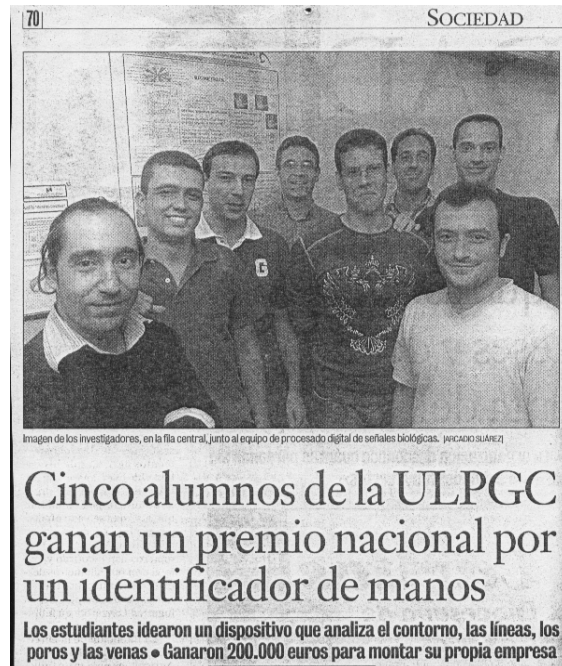 70
SOCIEDAD
Imagen de los investigadores, en la fila central, junto al equipo de procesado digital de señales biológicas. [ARCADIO SUÁREZ]
Cinco alumnos de la ULPGC
ganan un premio nacional por
un identificador de manos
Los estudiantes idearon un dispositivo que analiza el contorno, las líneas, los
poros y las venas • Ganaron 200.000 euros para montar su propia empresa